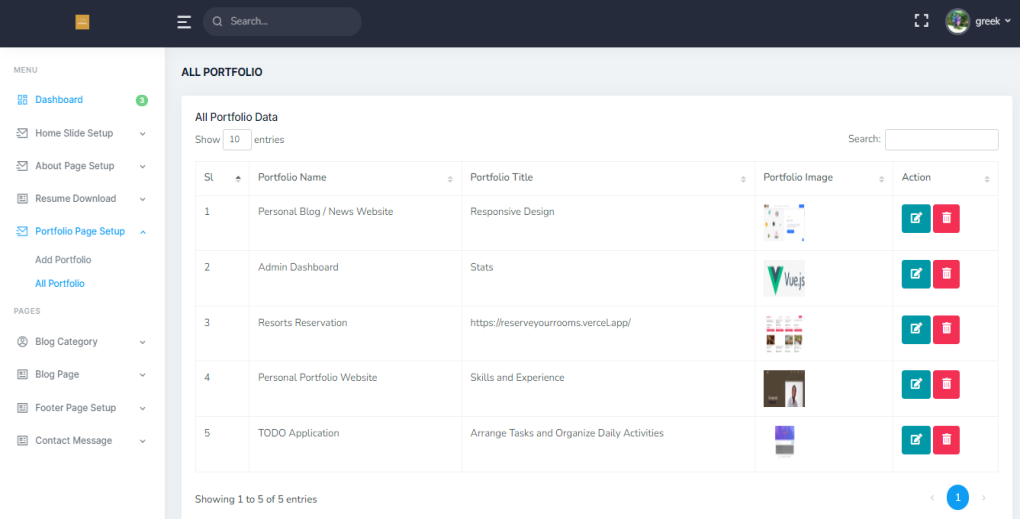 Search...
greek
MENU
Dashboard
3
Home Slide Setup
About Page Setup
Resume Download
Portfolio Page Setup
Add Portfolio
All Portfolio
PAGES
Blog Category
Blog Page
Footer Page Setup
Contact Message
ALL PORTFOLIO
All Portfolio Data
Show 10 entries
Search:
Sl Portfolio Name Portfolio Title Portfolio Image Action
1 Personal Blog / News Website Responsive Design
2 Admin Dashboard Stats Vue.js
3 Resorts Reservation https://reserveyourrooms.vercel.app/
4 Personal Portfolio Website Skills and Experience
5 TODO Application Arrange Tasks and Organize Daily Activities
Showing 1 to 5 of 5 entries
‹ 1 ›